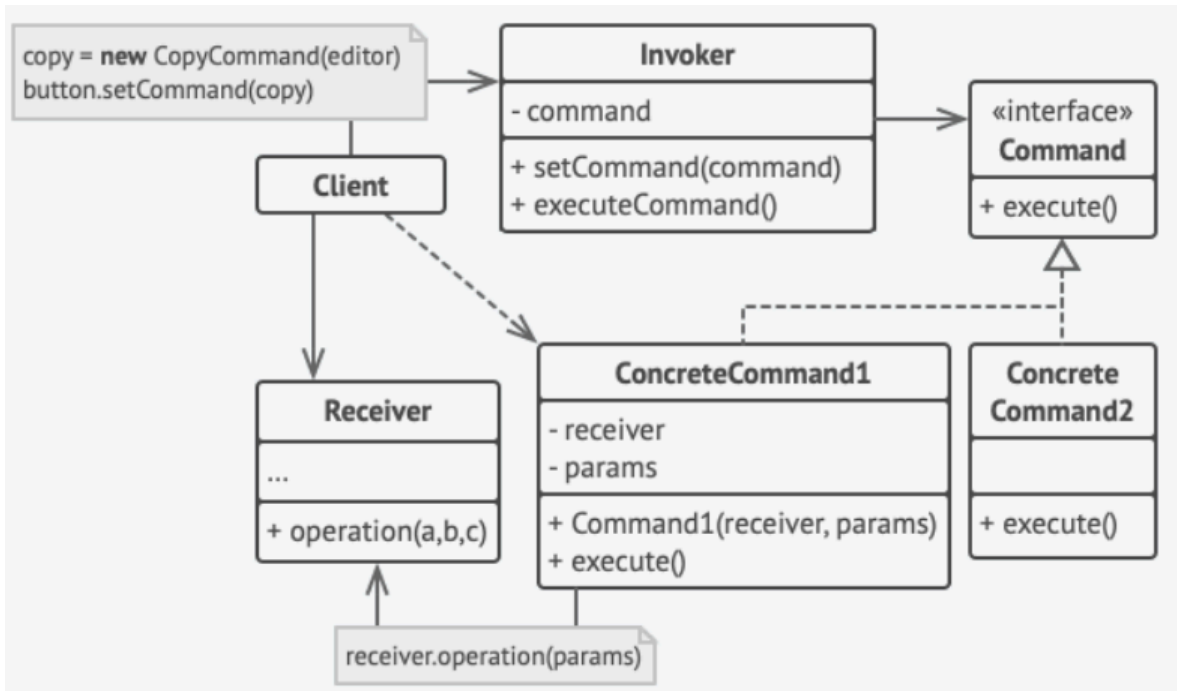 copy = new CopyCommand(editor)
button.setCommand(copy)
Invoker
- command
+ setCommand(command)
+ executeCommand()
«interface»
Command
+ execute()
Client
Receiver
...
+ operation(a,b,c)
ConcreteCommand1
- receiver
- params
+ Command1(receiver, params)
+ execute()
Concrete
Command2
+ execute()
receiver.operation(params)